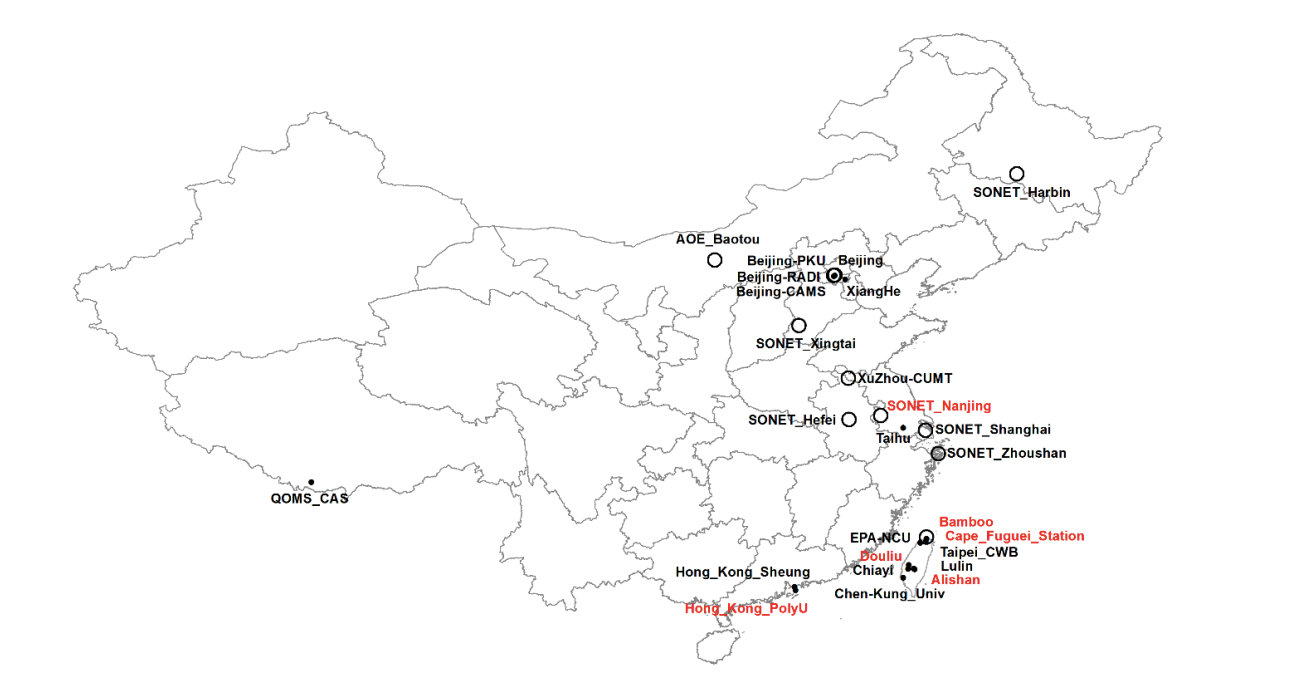 SONET_Harbin
AOE_Baotou
Beijing-PKU
Beijing
Beijing-RADI
Beijing-CAMS
XiangHe
SONET_Xingtai
XuZhou-CUMT
SONET_Nanjing
SONET_Hefei
SONET_Shanghai
Taihu
SONET_Zhoushan
QOMS_CAS
Bamboo
Cape_Fuguei_Station
EPA-NCU
Taipei_CWB
Douliu
Lulin
Chiayi
Hong_Kong_Sheung
Alishan
Chen-Kung_Univ
Hong_Kong_PolyU